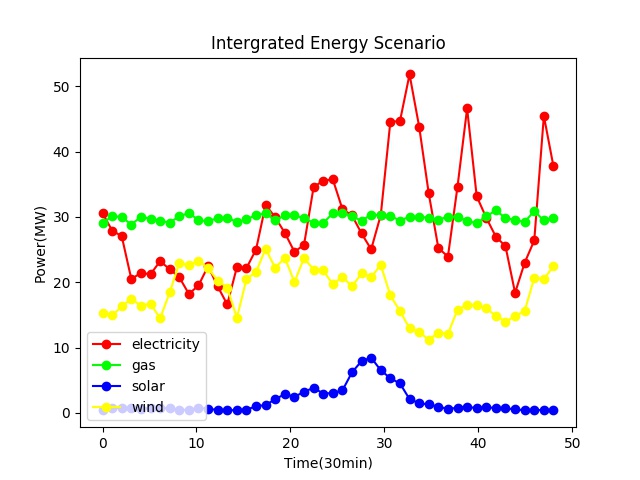 Intergrated Energy Scenario
Power(MW)
50
40
30
20
10
0
electricity
gas
solar
wind
0 10 20 30 40 50
Time(30min)